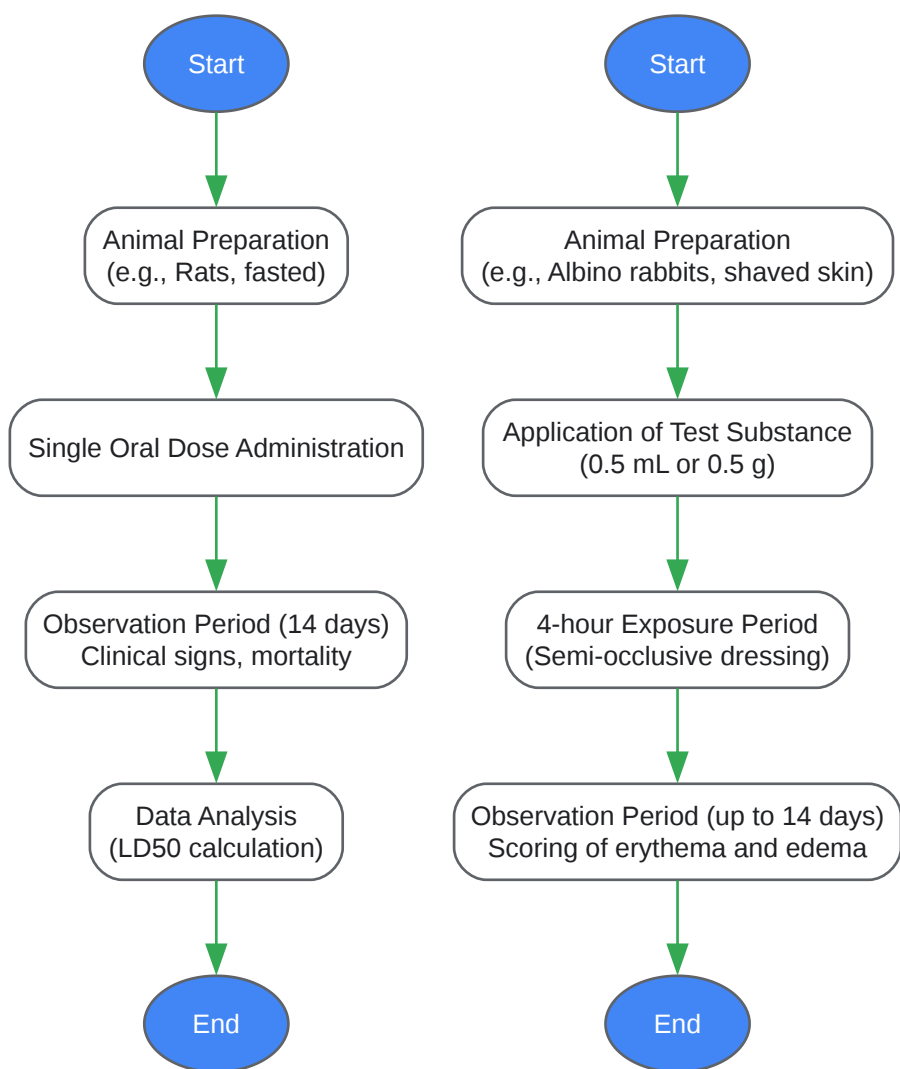 Start
Animal Preparation
(e.g., Rats, fasted)
Single Oral Dose Administration
Observation Period (14 days)
Clinical signs, mortality
Data Analysis
(LD50 calculation)
End
Start
Animal Preparation
(e.g., Albino rabbits, shaved skin)
Application of Test Substance
(0.5 mL or 0.5 g)
4-hour Exposure Period
(Semi-occlusive dressing)
Observation Period (up to 14 days)
Scoring of erythema and edema
End